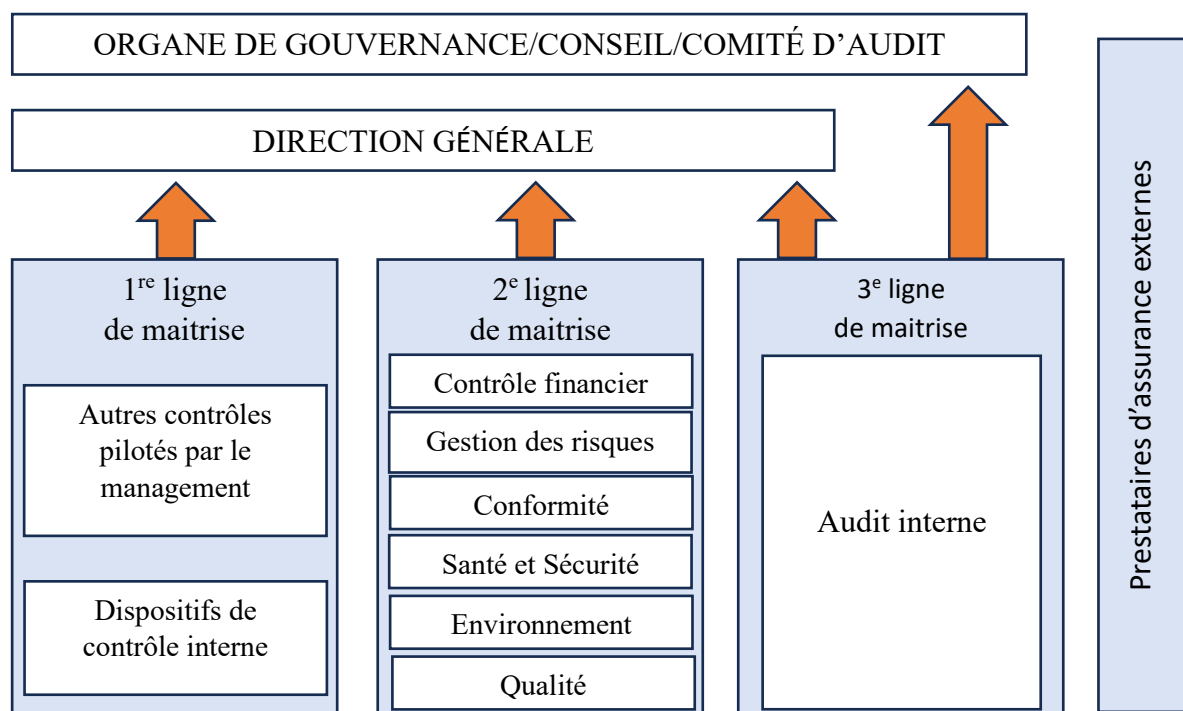 ORGANE DE GOUVERNANCE/CONSEIL/COMITÉ D’AUDIT
DIRECTION GÉNÉRALE
1re ligne
de maitrise
Autres contrôles
pilotés par le
management
Dispositifs de
contrôle interne
2e ligne
de maitrise
Contrôle financier
Gestion des risques
Conformité
Santé et Sécurité
Environnement
Qualité
3e ligne
de maitrise
Audit interne
Prestataires d’assurance externes